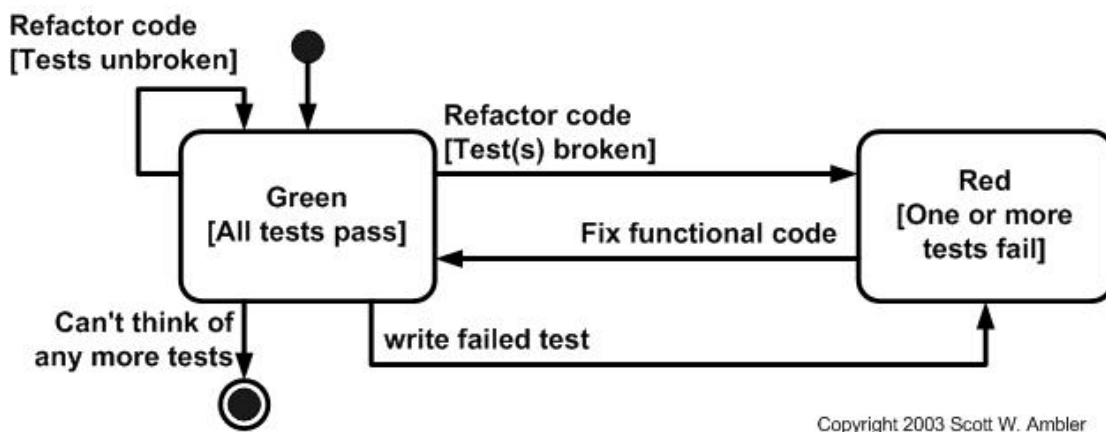 Refactor code
[Tests unbroken]
Refactor code
[Test(s) broken]
Green
[All tests pass]
Red
[One or more
tests fail]
Fix functional code
Can't think of
any more tests
write failed test
Copyright 2003 Scott W. Ambler